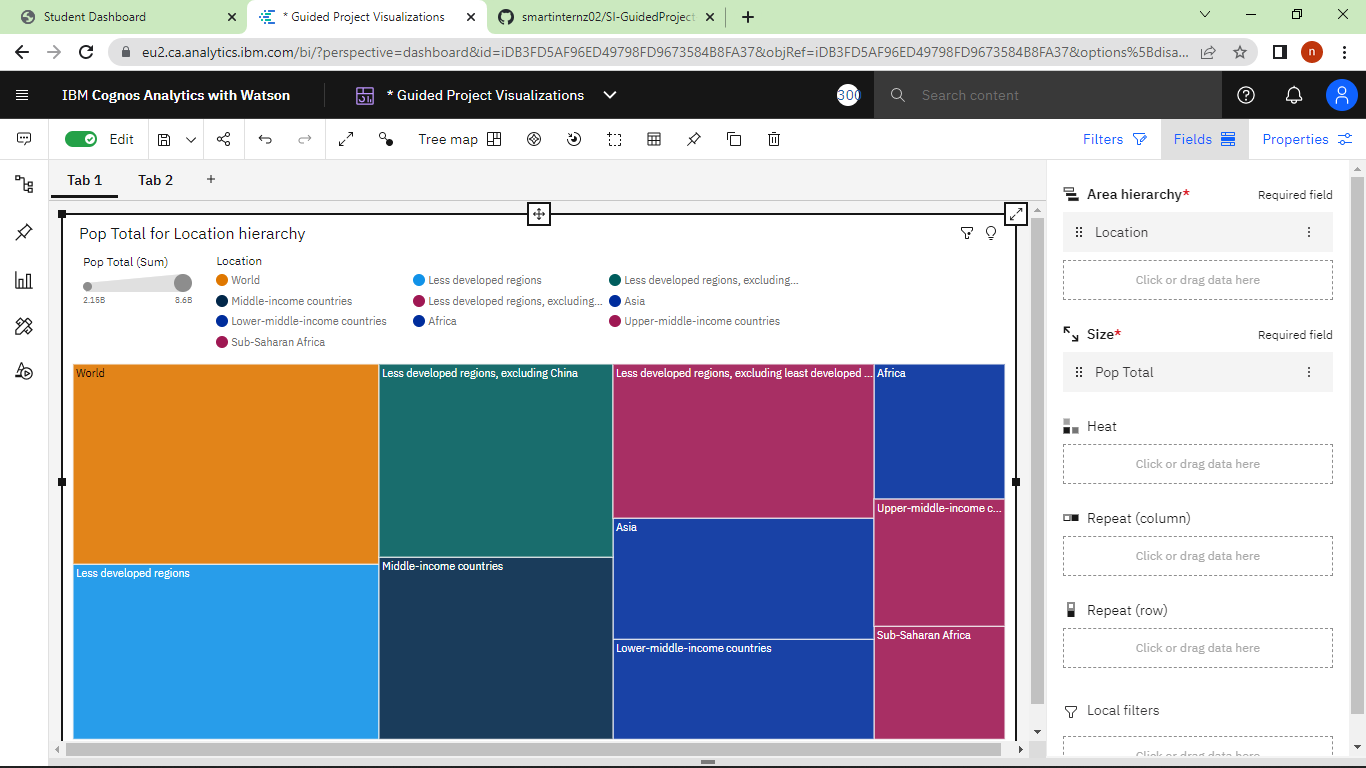 Student Dashboard
* Guided Project Visualizations
smartinternz02/SI-GuidedProject
eu2.ca.analytics.ibm.com/bi/?perspective=dashboard&id=iDB3FD5AF96ED49798FD9673584B8FA37&objRef=iDB3FD5AF96ED49798FD9673584B8FA37&options%5Bdisa...
n
IBM Cognos Analytics with Watson
* Guided Project Visualizations
300
Search content
Edit
Tree map
Filters
Fields
Properties
Tab 1
Tab 2
Pop Total for Location hierarchy
Pop Total (Sum)
2.15B
8.6B
Location
World
Less developed regions
Less developed regions, excluding...
Middle-income countries
Less developed regions, excluding...
Asia
Lower-middle-income countries
Africa
Upper-middle-income countries
Sub-Saharan Africa
World
Less developed regions, excluding China
Less developed regions, excluding least developed ...
Africa
Upper-middle-income c...
Asia
Middle-income countries
Less developed regions
Sub-Saharan Africa
Lower-middle-income countries
Area hierarchy*
Required field
Location
Click or drag data here
Size*
Required field
Pop Total
Heat
Click or drag data here
Repeat (column)
Click or drag data here
Repeat (row)
Click or drag data here
Local filters
Click or drag data here